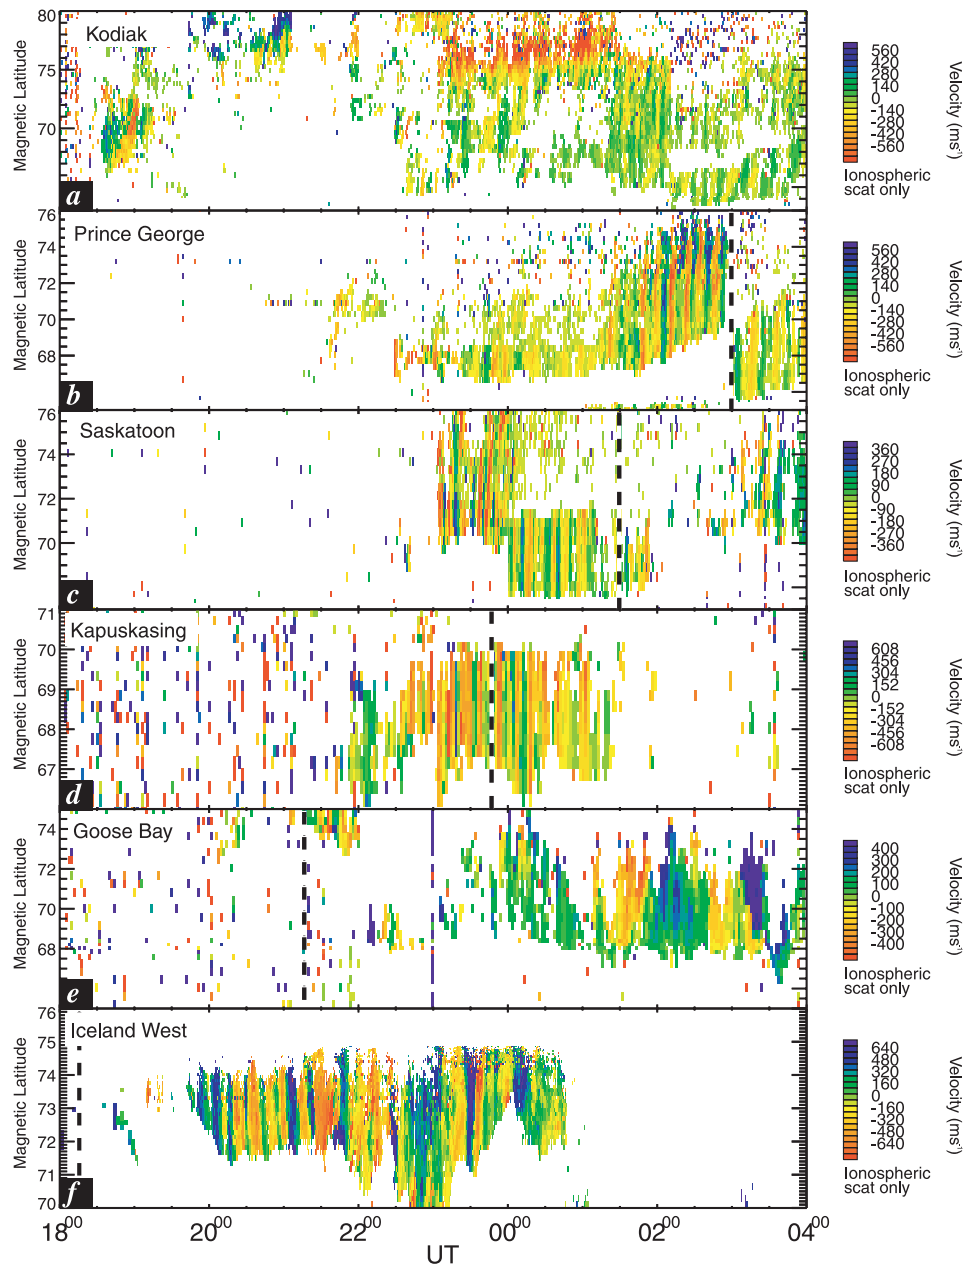 80
75
70
Magnetic Latitude
Kodiak
a
560
420
280
140
0
-140
-280
-420
-560
Velocity (ms⁻¹)
Ionospheric
scat only
76
74
72
70
68
Magnetic Latitude
Prince George
b
560
420
280
140
0
-140
-280
-420
-560
Velocity (ms⁻¹)
Ionospheric
scat only
76
74
72
70
Magnetic Latitude
Saskatoon
c
360
270
180
90
0
-90
-180
-270
-360
Velocity (ms⁻¹)
Ionospheric
scat only
71
70
69
68
67
Magnetic Latitude
Kapuskasing
d
608
456
304
152
0
-152
-304
-456
-608
Velocity (ms⁻¹)
Ionospheric
scat only
74
72
70
68
76
Magnetic Latitude
Goose Bay
e
400
300
200
100
0
-100
-200
-300
-400
Velocity (ms⁻¹)
Ionospheric
scat only
76
75
74
73
72
71
70
Magnetic Latitude
Iceland West
f
640
480
320
160
0
-160
-320
-480
-640
Velocity (ms⁻¹)
Ionospheric
scat only
18⁰⁰ 20⁰⁰ 22⁰⁰ 00⁰⁰ 02⁰⁰ 04⁰⁰
UT